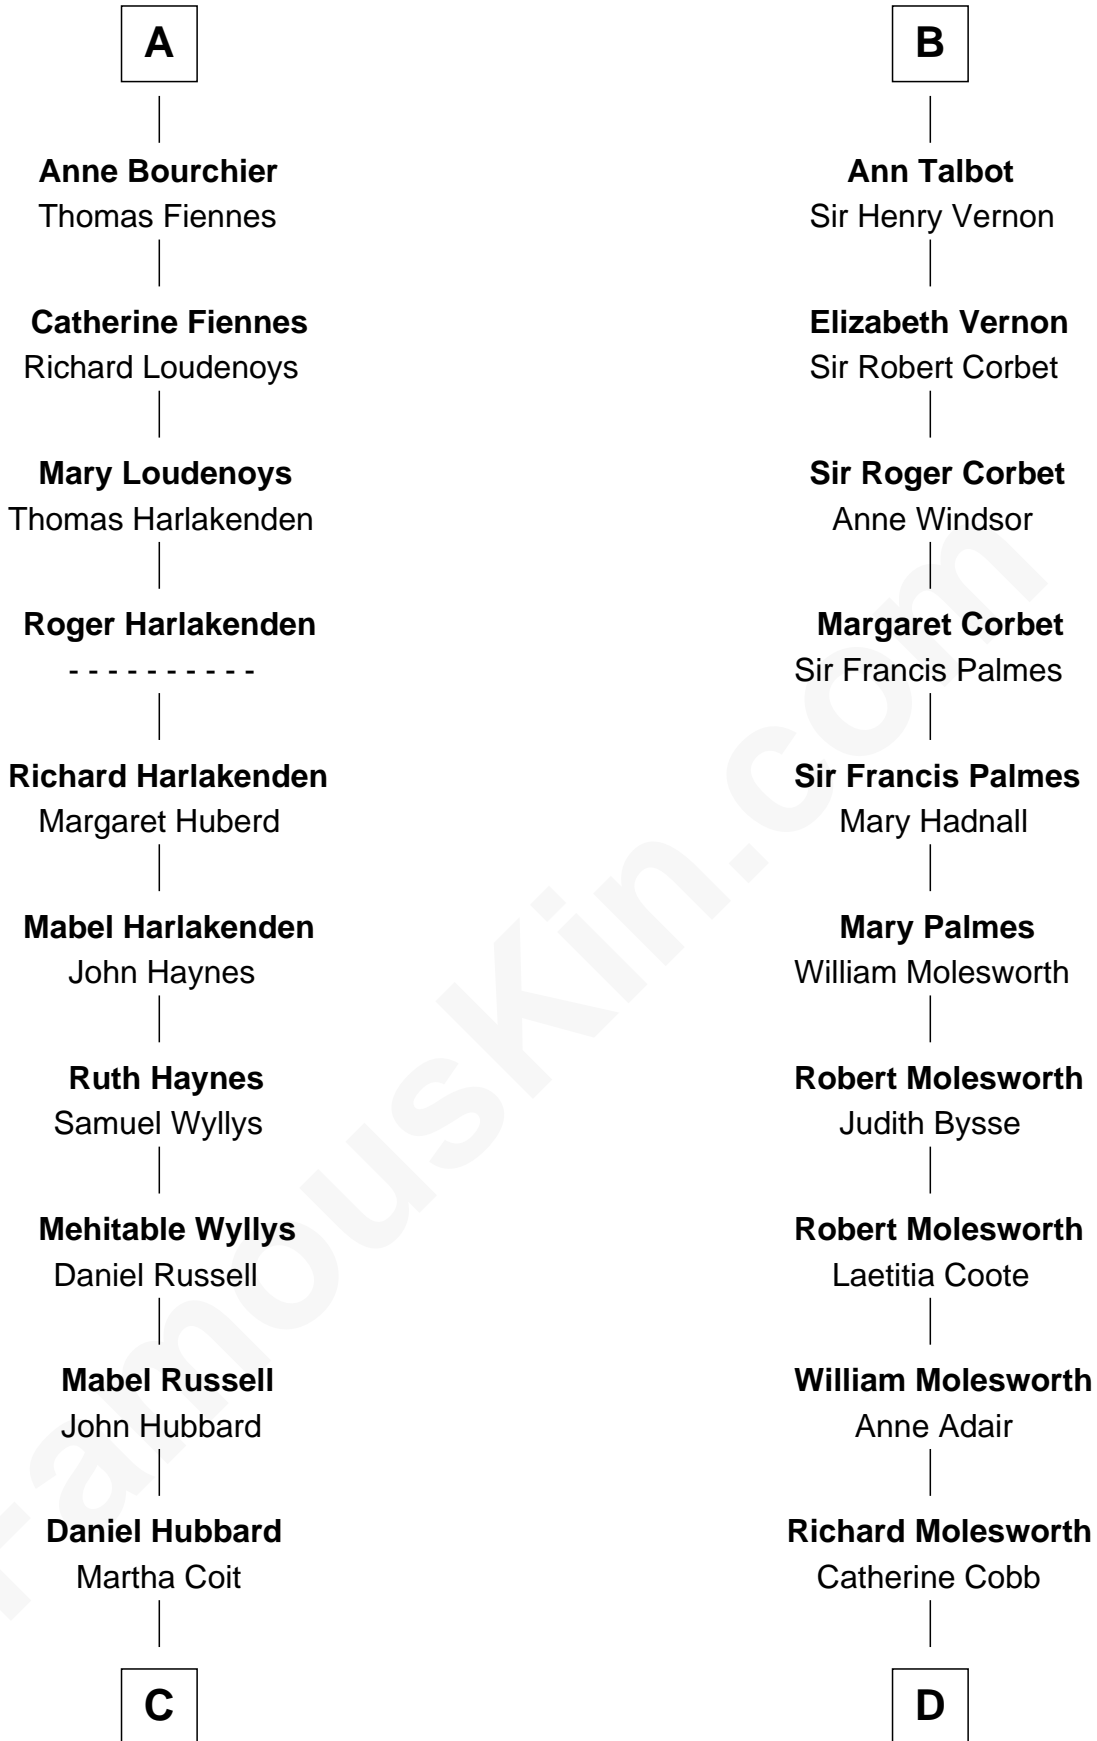 A
Anne Bourchier
Thomas Fiennes
Catherine Fiennes
Richard Loudenoys
Mary Loudenoys
Thomas Harlakenden
Roger Harlakenden
- - - - - - - - - -
Richard Harlakenden
Margaret Huberd
Mabel Harlakenden
John Haynes
Ruth Haynes
Samuel Wyllys
Mehitable Wyllys
Daniel Russell
Mabel Russell
John Hubbard
Daniel Hubbard
Martha Coit
C
B
Ann Talbot
Sir Henry Vernon
Elizabeth Vernon
Sir Robert Corbet
Sir Roger Corbet
Anne Windsor
Margaret Corbet
Sir Francis Palmes
Sir Francis Palmes
Mary Hadnall
Mary Palmes
William Molesworth
Robert Molesworth
Judith Bysse
Robert Molesworth
Laetitia Coote
William Molesworth
Anne Adair
Richard Molesworth
Catherine Cobb
D
FamousKin.com